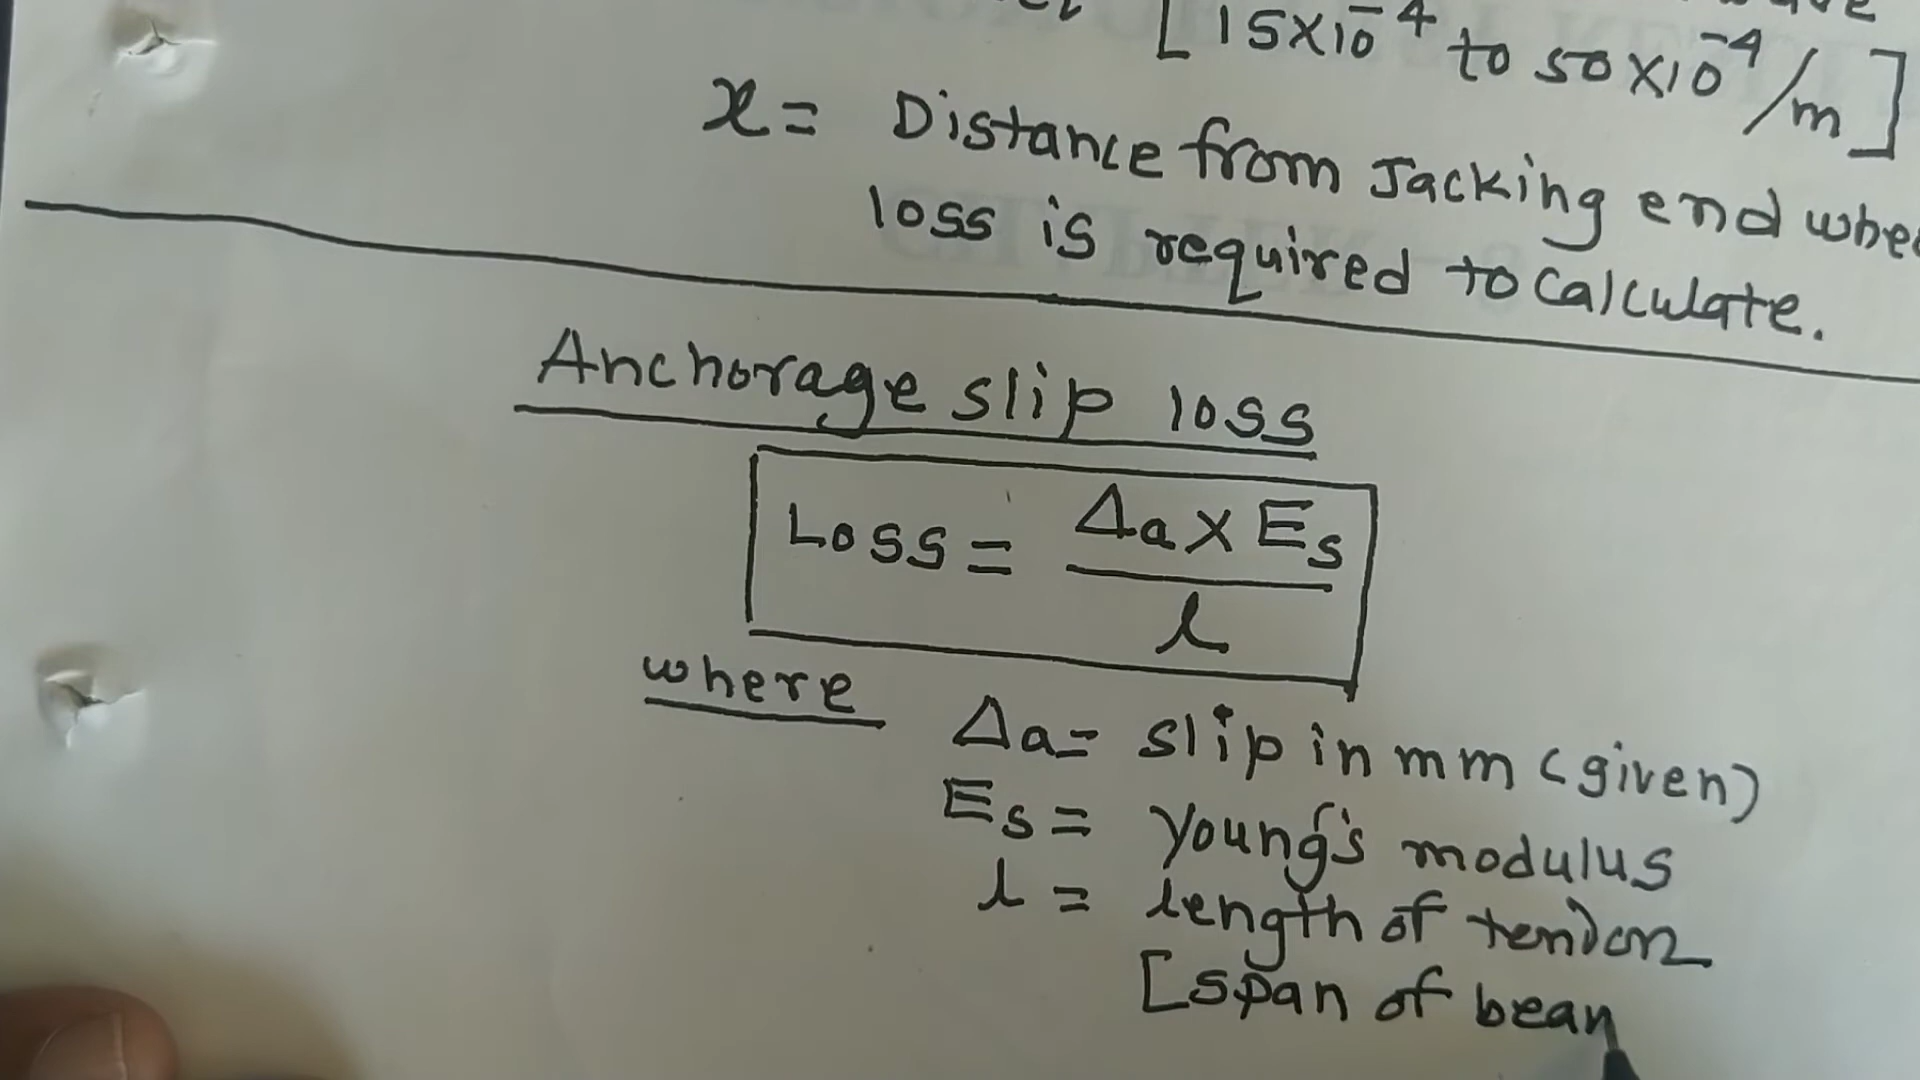 [15×10⁻⁴ to 50×10⁻⁴/m]
x = Distance from Jacking end
loss is required to calculate.
Anchorage slip loss
Loss = Δa × Es / l
where
Δa = slip in mm (given)
Es = Young's modulus
l = length of tendon
[span of beam